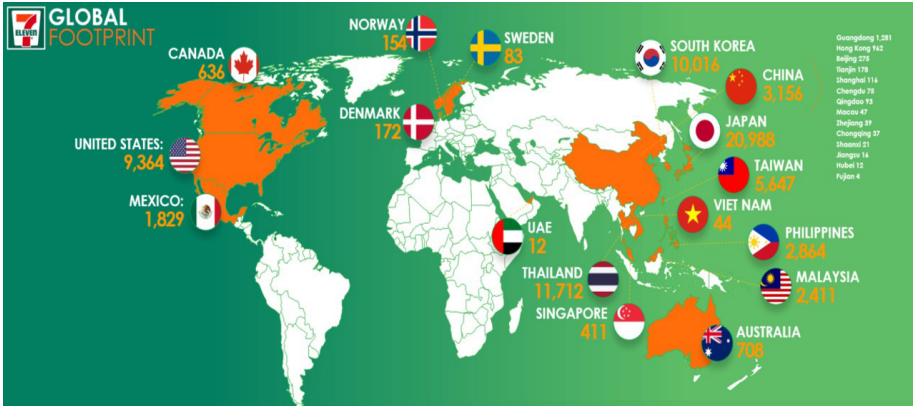 7
ELEVEN
GLOBAL
FOOTPRINT
CANADA
636
NORWAY
154
SWEDEN
83
SOUTH KOREA
10,016
CHINA
3,156
Guangdong 1,281
Hong Kong 962
Beijing 275
Tianjin 178
Shanghai 116
Chengdu 75
Qingdao 93
Macau 47
Zhejiang 39
Chongqing 37
Shaanxi 21
Jiangsu 16
Hubei 12
Fujian 4
DENMARK
172
JAPAN
20,988
UNITED STATES:
9,364
TAIWAN
5,647
MEXICO:
1,829
VIET NAM
44
UAE
12
PHILIPPINES
2,864
THAILAND
11,712
MALAYSIA
2,411
SINGAPORE
411
AUSTRALIA
708